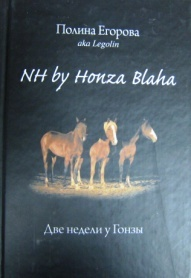 Полина Егорова
aka Legolin
NH by Honza Blaha
Две недели у Гонзы